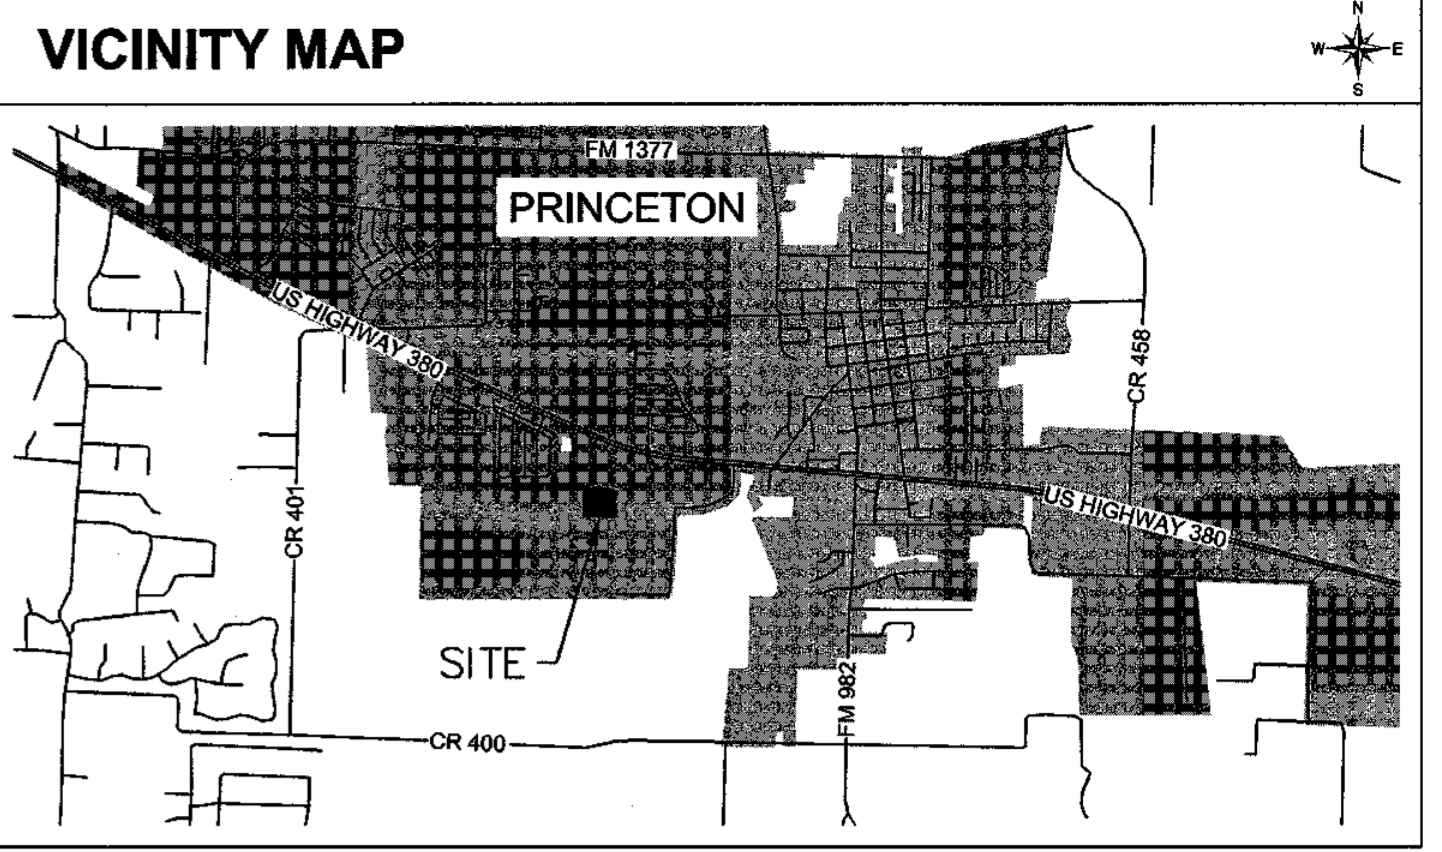 VICINITY MAP
N
W E
S
FM 1377
PRINCETON
US HIGHWAY 380
CR 458
CR 401
US HIGHWAY 380
SITE
FM 982
CR 400